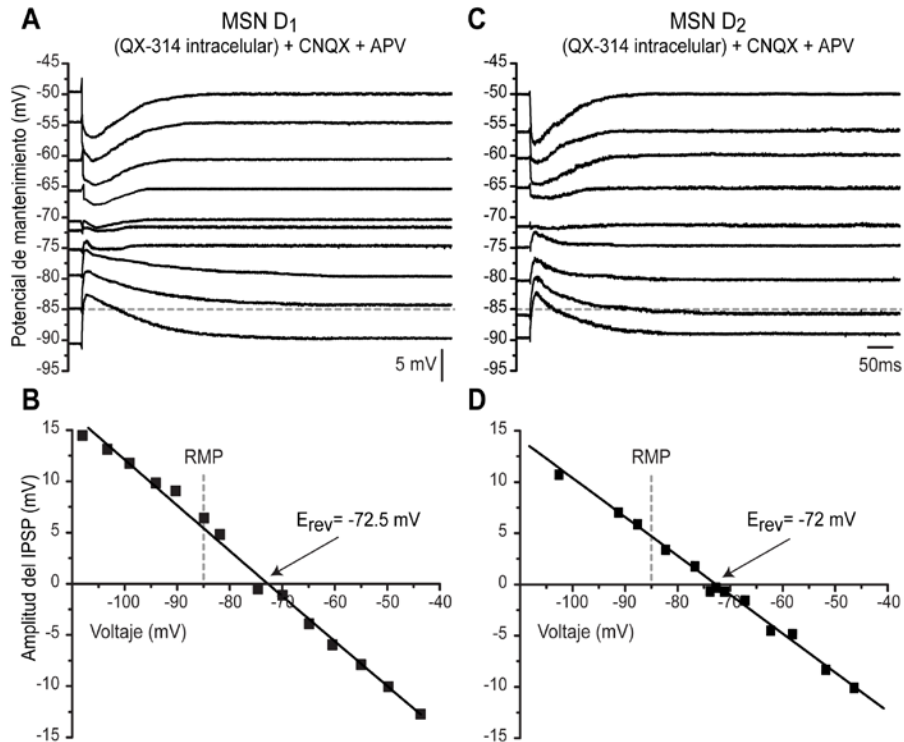 A
MSN D1
(QX-314 intracelular) + CNQX + APV
Potencial de mantenimiento (mV)
-45
-50
-55
-60
-65
-70
-75
-80
-85
-90
-95
5 mV
C
MSN D2
(QX-314 intracelular) + CNQX + APV
-45
-50
-55
-60
-65
-70
-75
-80
-85
-90
-95
50ms
B
Amplitud del IPSP (mV)
15
10
5
0
-5
-10
-15
RMP
Erev= -72.5 mV
-100
-90
-80
-70
-60
-50
-40
Voltaje (mV)
D
15
10
5
0
-5
-10
-15
RMP
Erev= -72 mV
-100
-90
-80
-70
-60
-50
-40
Voltaje (mV)